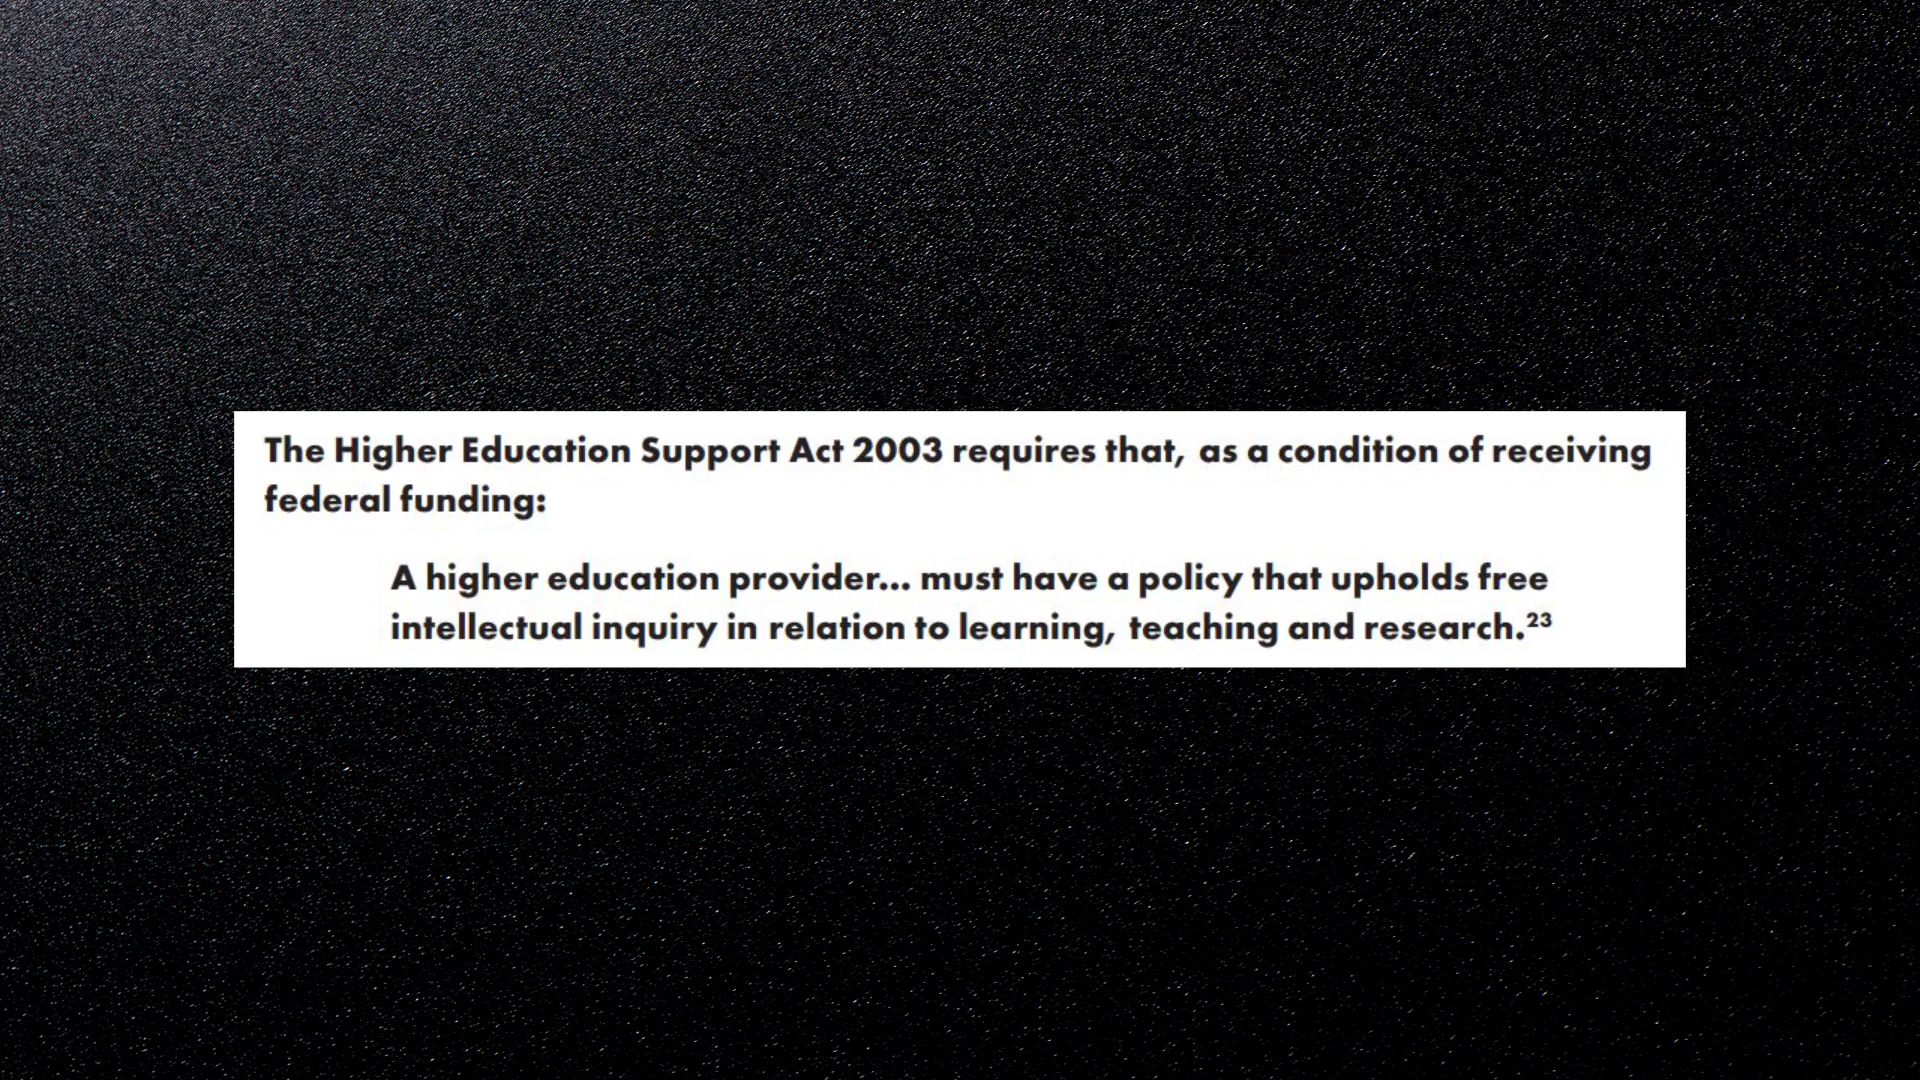 The Higher Education Support Act 2003 requires that, as a condition of receiving
federal funding:
A higher education provider... must have a policy that upholds free
intellectual inquiry in relation to learning, teaching and research.²³